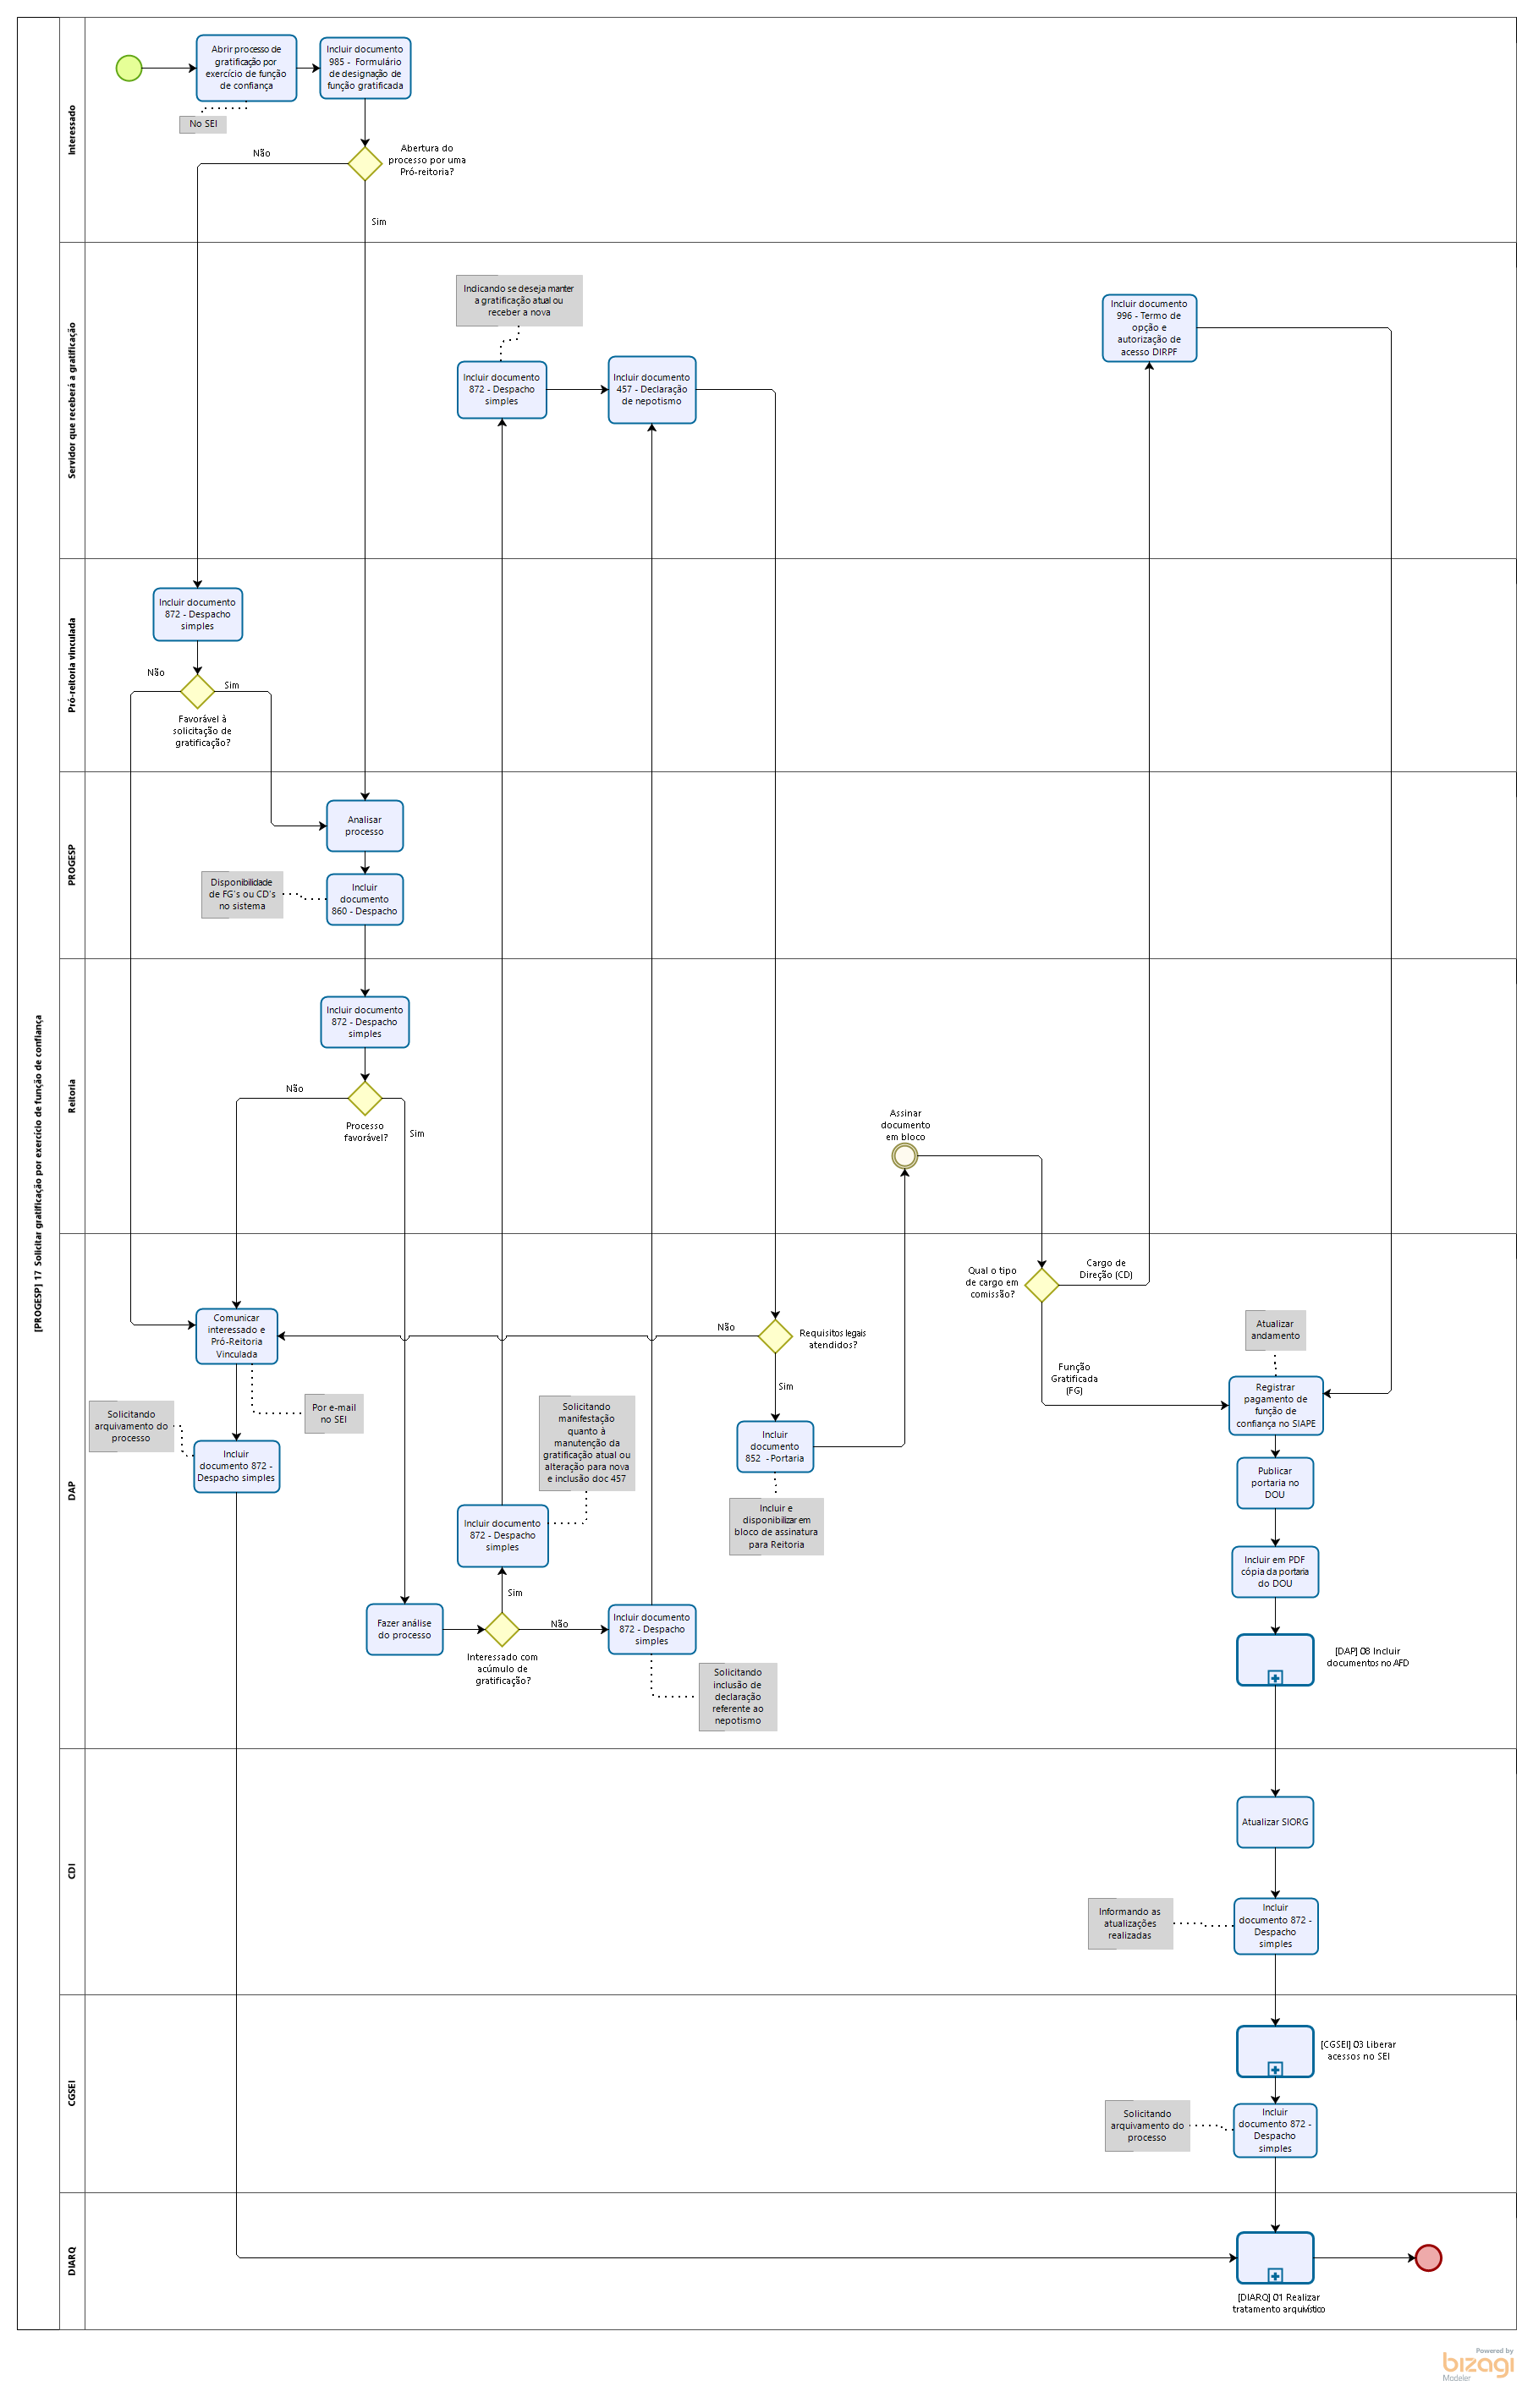 [PROGESP] 17 Solicitar gratificação por exercício de função de confiança
Interessado
Abrir processo de
gratificação por
exercício de função
de confiança
Incluir documento
985 - Formulário
de designação de
função gratificada
No SEI
Abertura do
processo por uma
Pró-reitoria?
Não
Sim
Servidor que receberá a gratificação
Indicando se deseja manter
a gratificação atual ou
receber a nova
Incluir documento
872 - Despacho
simples
Incluir documento
457 - Declaração
de nepotismo
Incluir documento
996 - Termo de
opção e
autorização de
acesso DIRPF
Pró-reitoria vinculada
Incluir documento
872 - Despacho
simples
Não
Sim
Favorável à
solicitação de
gratificação?
PROGESP
Analisar
processo
Disponibilidade
de FG's ou CD's
no sistema
Incluir
documento
860 - Despacho
Reitoria
Incluir documento
872 - Despacho
simples
Não
Sim
Processo
favorável?
Assinar
documento
em bloco
DAP
Comunicar
interessado e
Pró-Reitoria
Vinculada
Por e-mail
no SEI
Solicitando
arquivamento do
processo
Incluir
documento 872 -
Despacho simples
Fazer análise
do processo
Interessado com
acúmulo de
gratificação?
Sim
Não
Incluir documento
872 - Despacho
simples
Solicitando
manifestação
quanto à
manutenção da
gratificação atual ou
alteração para nova
e inclusão doc 457
Incluir documento
872 - Despacho
simples
Solicitando
inclusão de
declaração
referente ao
nepotismo
Requisitos legais
atendidos?
Não
Sim
Incluir
documento
852 - Portaria
Incluir e
disponibilizar em
bloco de assinatura
para Reitoria
Qual o tipo
de cargo em
comissão?
Cargo de
Direção (CD)
Função
Gratificada
(FG)
Atualizar
andamento
Registrar
pagamento de
função de
confiança no SIAPE
Publicar
portaria no
DOU
Incluir em PDF
cópia da portaria
do DOU
[DAP] 08 Incluir
documentos no AFD
CDI
Atualizar SIORG
Informando as
atualizações
realizadas
Incluir
documento 872 -
Despacho
simples
CGSEI
[CGSEI] 03 Liberar
acessos no SEI
Solicitando
arquivamento do
processo
Incluir
documento 872 -
Despacho
simples
DIARQ
[DIARQ] 01 Realizar
tratamento arquivístico
Powered by
bizagi
Modeler